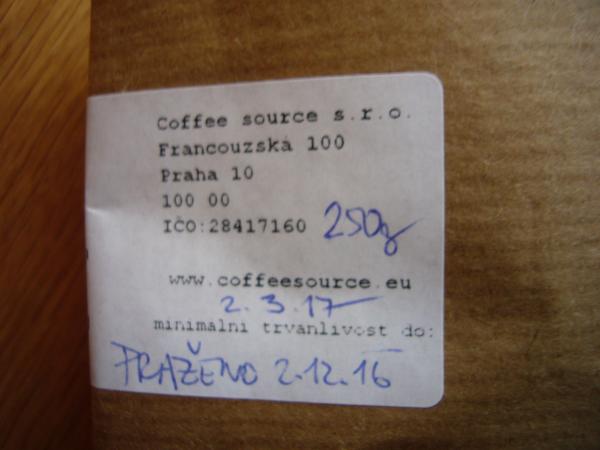 Coffee source s.r.o.
Francouzská 100
Praha 10
100 00
IČO:28417160 250g
www.coffeesource.eu
2.3.17
minimalni trvanlivost do:
PRAŽENO 2.12.16